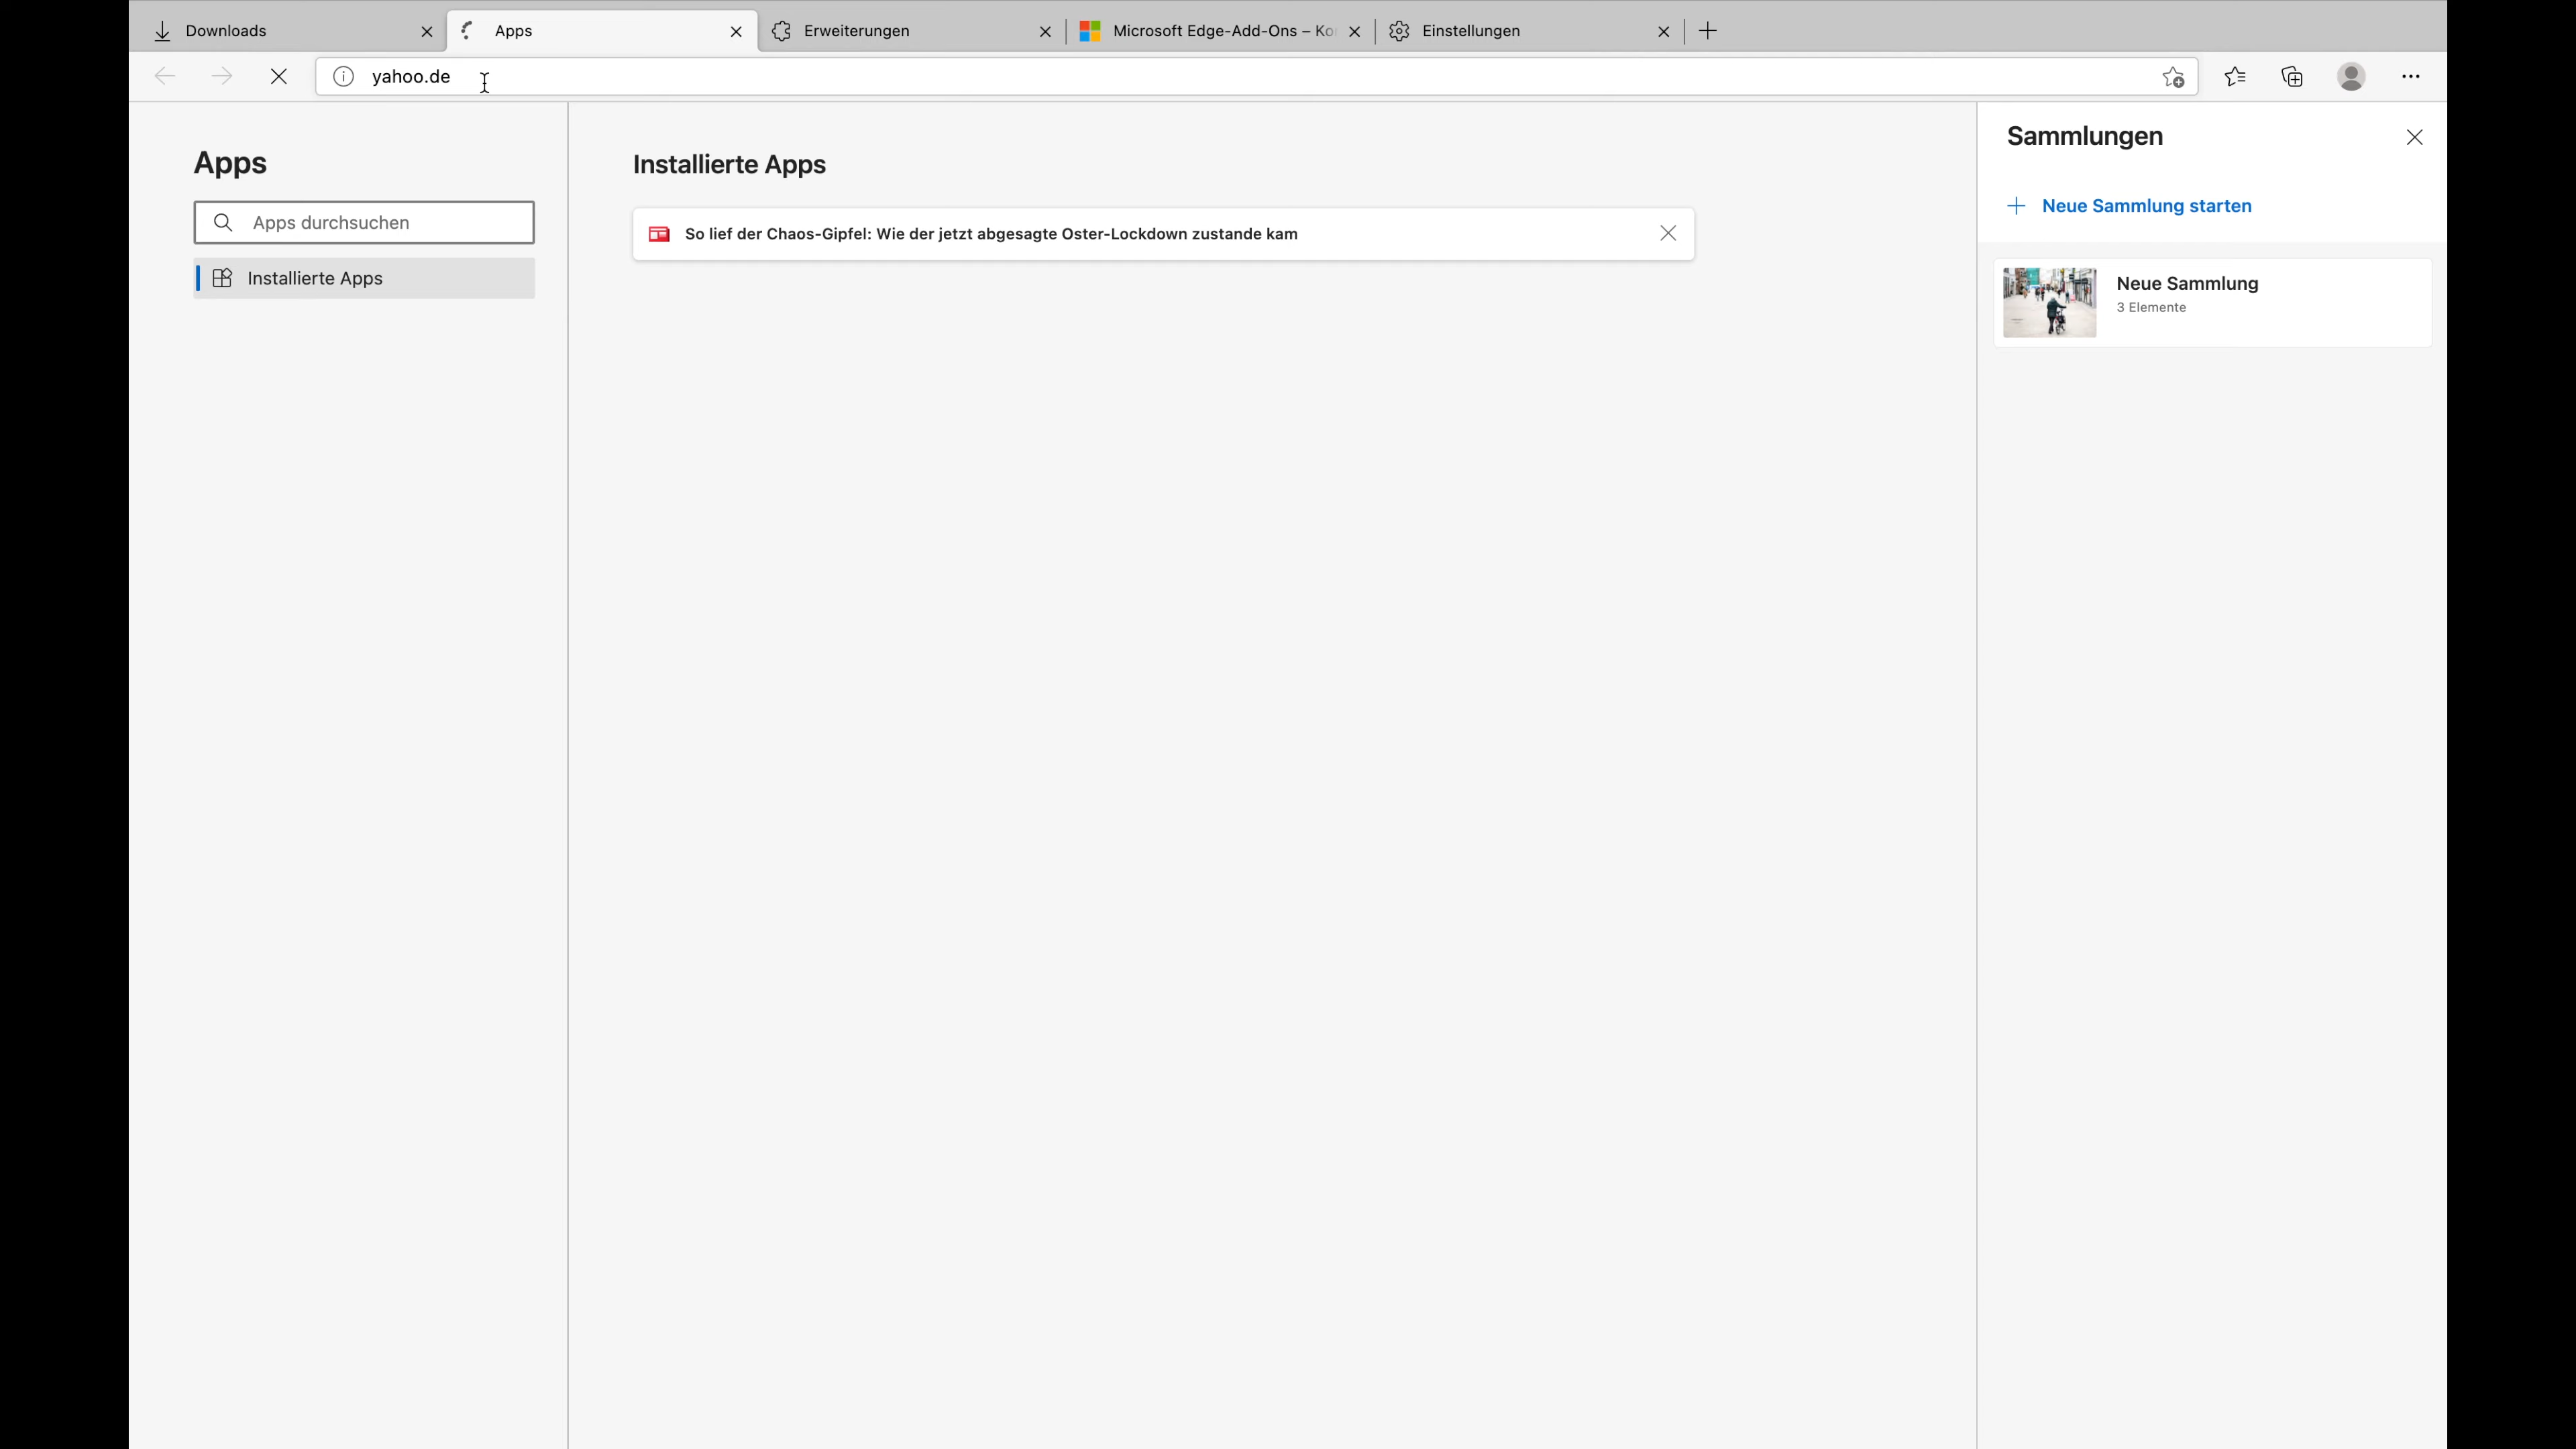 Downloads
Apps
Erweiterungen
Microsoft Edge-Add-Ons –
Einstellungen
yahoo.de
Apps
Apps durchsuchen
Installierte Apps
Installierte Apps
So lief der Chaos-Gipfel: Wie der jetzt abgesagte Oster-Lockdown zustande kam
Sammlungen
Neue Sammlung starten
Neue Sammlung
3 Elemente